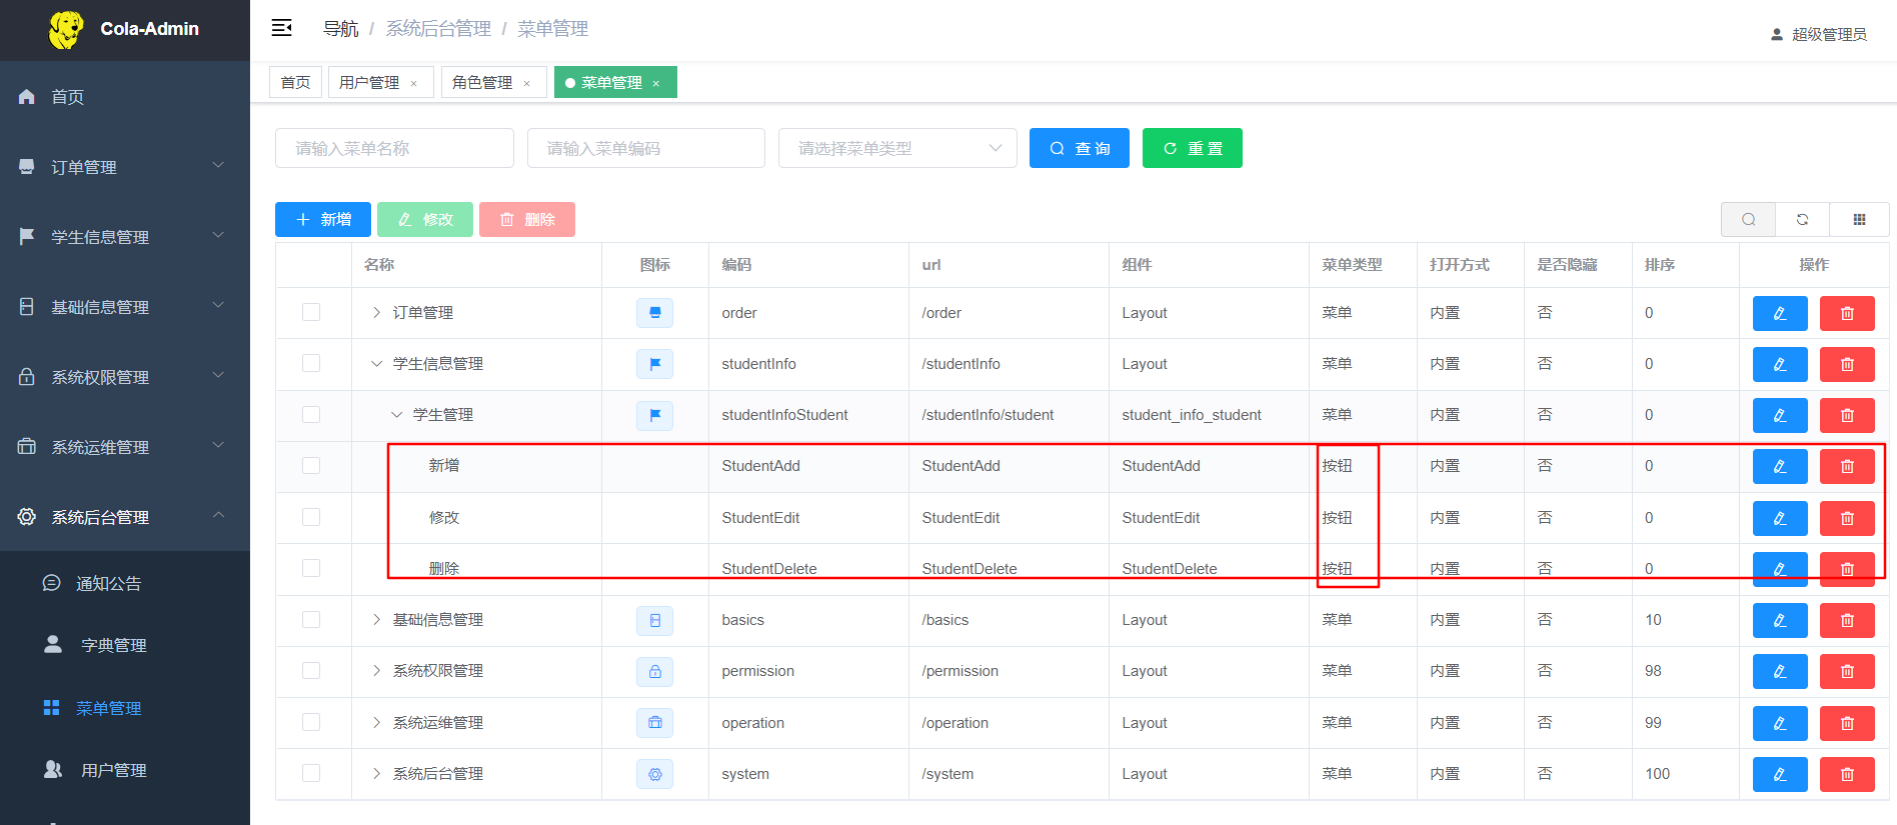 Cola-Admin
首页
订单管理
学生信息管理
基础信息管理
系统权限管理
系统运维管理
系统后台管理
通知公告
字典管理
菜单管理
用户管理
导航 / 系统后台管理 / 菜单管理
超级管理员
首页 用户管理 × 角色管理 × 菜单管理 ×
请输入菜单名称 请输入菜单编码 请选择菜单类型 查询 重置
新增 修改 删除
名称 图标 编码 url 组件 菜单类型 打开方式 是否隐藏 排序 操作
订单管理 order /order Layout 菜单 内置 否 0
学生信息管理 studentInfo /studentInfo Layout 菜单 内置 否 0
学生管理 studentInfoStudent /studentInfo/student student_info_student 菜单 内置 否 0
新增 StudentAdd StudentAdd StudentAdd 按钮 内置 否 0
修改 StudentEdit StudentEdit StudentEdit 按钮 内置 否 0
删除 StudentDelete StudentDelete StudentDelete 按钮 内置 否 0
基础信息管理 basics /basics Layout 菜单 内置 否 10
系统权限管理 permission /permission Layout 菜单 内置 否 98
系统运维管理 operation /operation Layout 菜单 内置 否 99
系统后台管理 system /system Layout 菜单 内置 否 100